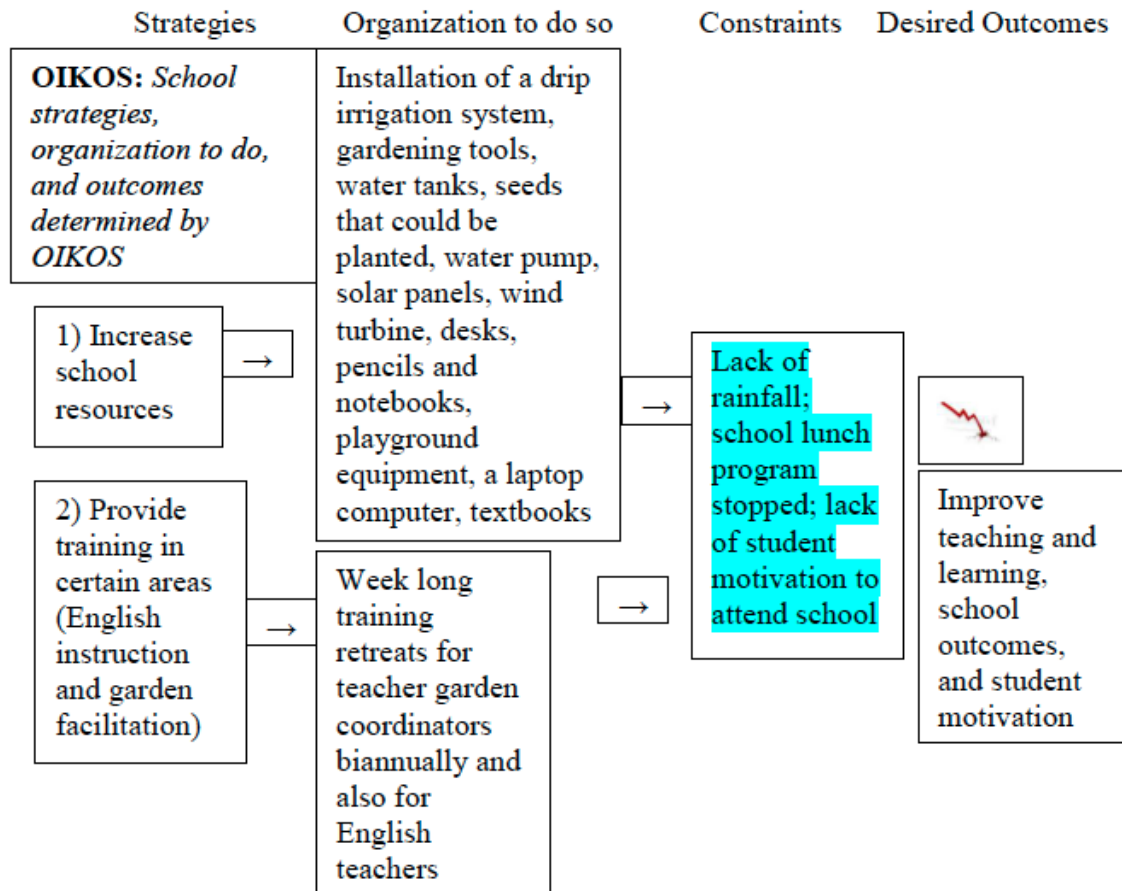 Strategies
Organization to do so
Constraints
Desired Outcomes
OIKOS: School
strategies,
organization to do,
and outcomes
determined by
OIKOS
Installation of a drip
irrigation system,
gardening tools,
water tanks, seeds
that could be
planted, water pump,
solar panels, wind
turbine, desks,
pencils and
notebooks,
playground
equipment, a laptop
computer, textbooks
1) Increase
school
resources
→
→
Lack of
rainfall;
school lunch
program
stopped; lack
of student
motivation to
attend school
2) Provide
training in
certain areas
(English
instruction
and garden
facilitation)
→
Week long
training
retreats for
teacher garden
coordinators
biannually and
also for
English
teachers
→
Improve
teaching and
learning,
school
outcomes,
and student
motivation